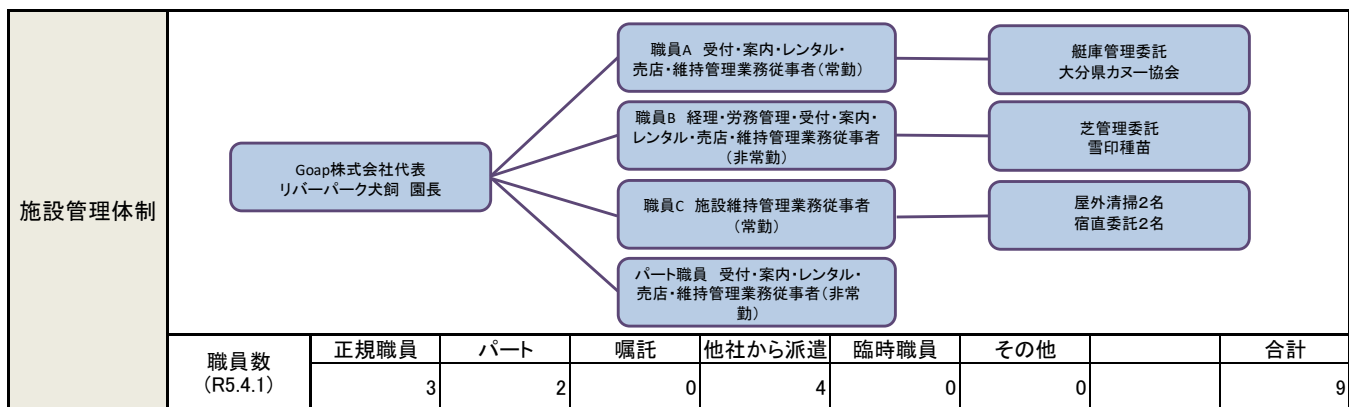 施設管理体制
Goap株式会社代表
リバーパーク犬飼 園長
職員A 受付・案内・レンタル・
売店・維持管理業務従事者(常勤)
職員B 経理・労務管理・受付・案内・
レンタル・売店・維持管理業務従事者
(非常勤)
職員C 施設維持管理業務従事者
(常勤)
パート職員 受付・案内・レンタル・
売店・維持管理業務従事者(非常
勤)
艇庫管理委託
大分県カヌー協会
芝管理委託
雪印種苗
屋外清掃2名
宿直委託2名
職員数
(R5.4.1)
正規職員 パート 嘱託 他社から派遣 臨時職員 その他 合計
3 2 0 4 0 0 9